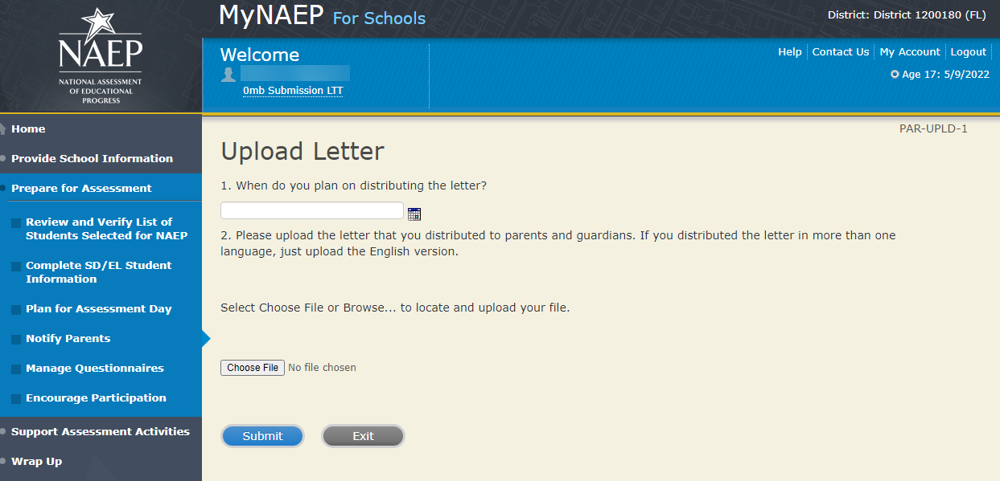 MyNAEP For Schools
District: District 1200180 (FL)
NAEP
NATIONAL ASSESSMENT
OF EDUCATIONAL
PROGRESS
Welcome
0mb Submission LTT
Help
Contact Us
My Account
Logout
Age 17: 5/9/2022
Home
Provide School Information
Prepare for Assessment
Review and Verify List of
Students Selected for NAEP
Complete SD/EL Student
Information
Plan for Assessment Day
Notify Parents
Manage Questionnaires
Encourage Participation
Support Assessment Activities
Wrap Up
PAR-UPLD-1
Upload Letter
1. When do you plan on distributing the letter?
2. Please upload the letter that you distributed to parents and guardians. If you distributed the letter in more than one
language, just upload the English version.
Select Choose File or Browse... to locate and upload your file.
Choose File No file chosen
Submit
Exit